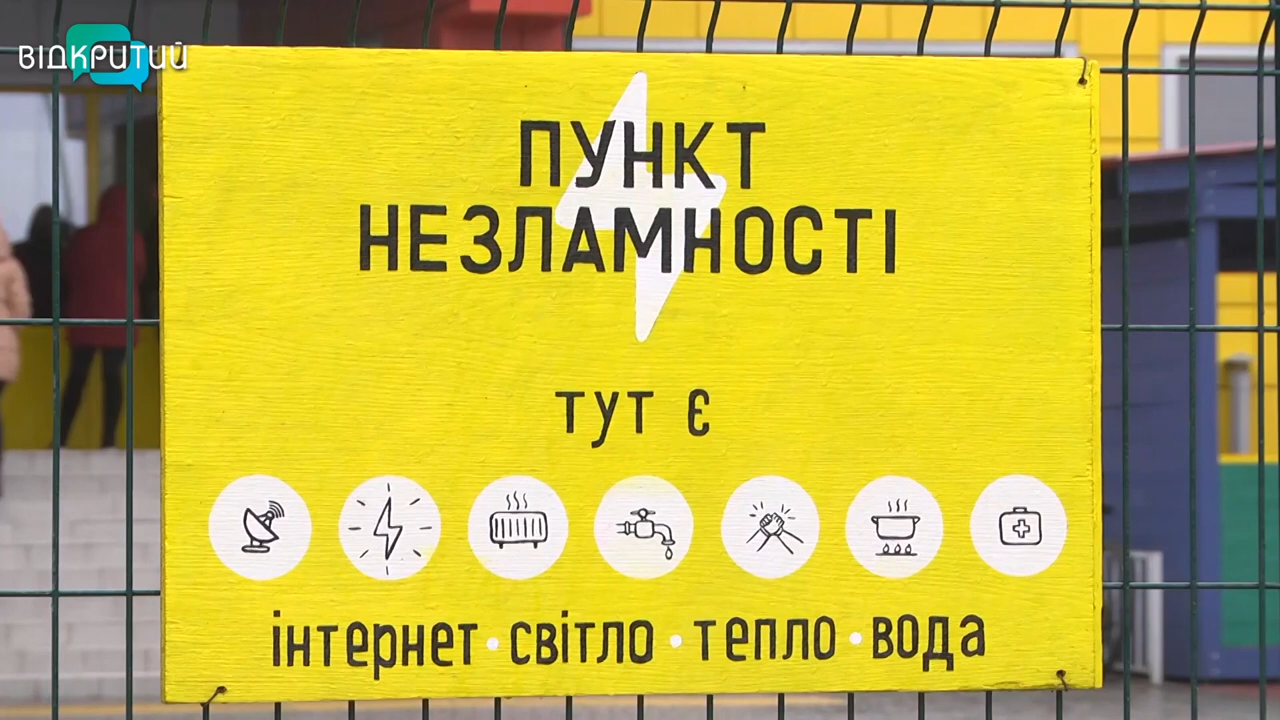 ВІДКРИТИЙ
ПУНКТ
НЕЗЛАМНОСТІ
тут є
інтернет · світло · тепло · вода